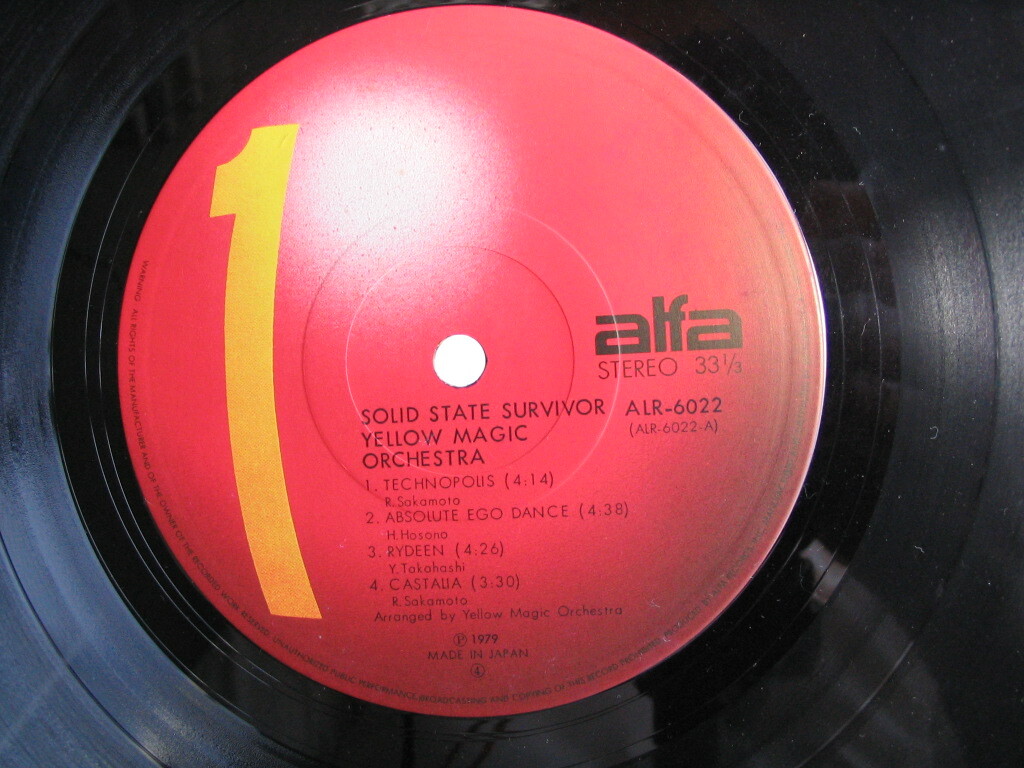 1
alfa
STEREO 33⅓
SOLID STATE SURVIVOR ALR-6022
YELLOW MAGIC (ALR-6022-A)
ORCHESTRA
1. TECHNOPOLIS (4:14)
R.Sakamoto
2. ABSOLUTE EGO DANCE (4:38)
H.Hosono
3. RYDEEN (4:26)
Y.Takahashi
4. CASTALIA (3:30)
R.Sakamoto
Arranged by Yellow Magic Orchestra
Ⓟ 1979
MADE IN JAPAN
④
WARNING: ALL RIGHTS OF THE MANUFACTURER AND OF THE OWNER OF THE RECORDED WORK RESERVED. UNAUTHORIZED PUBLIC PERFORMANCE BROADCASTING AND COPYING OF THIS RECORD PROHIBITED.